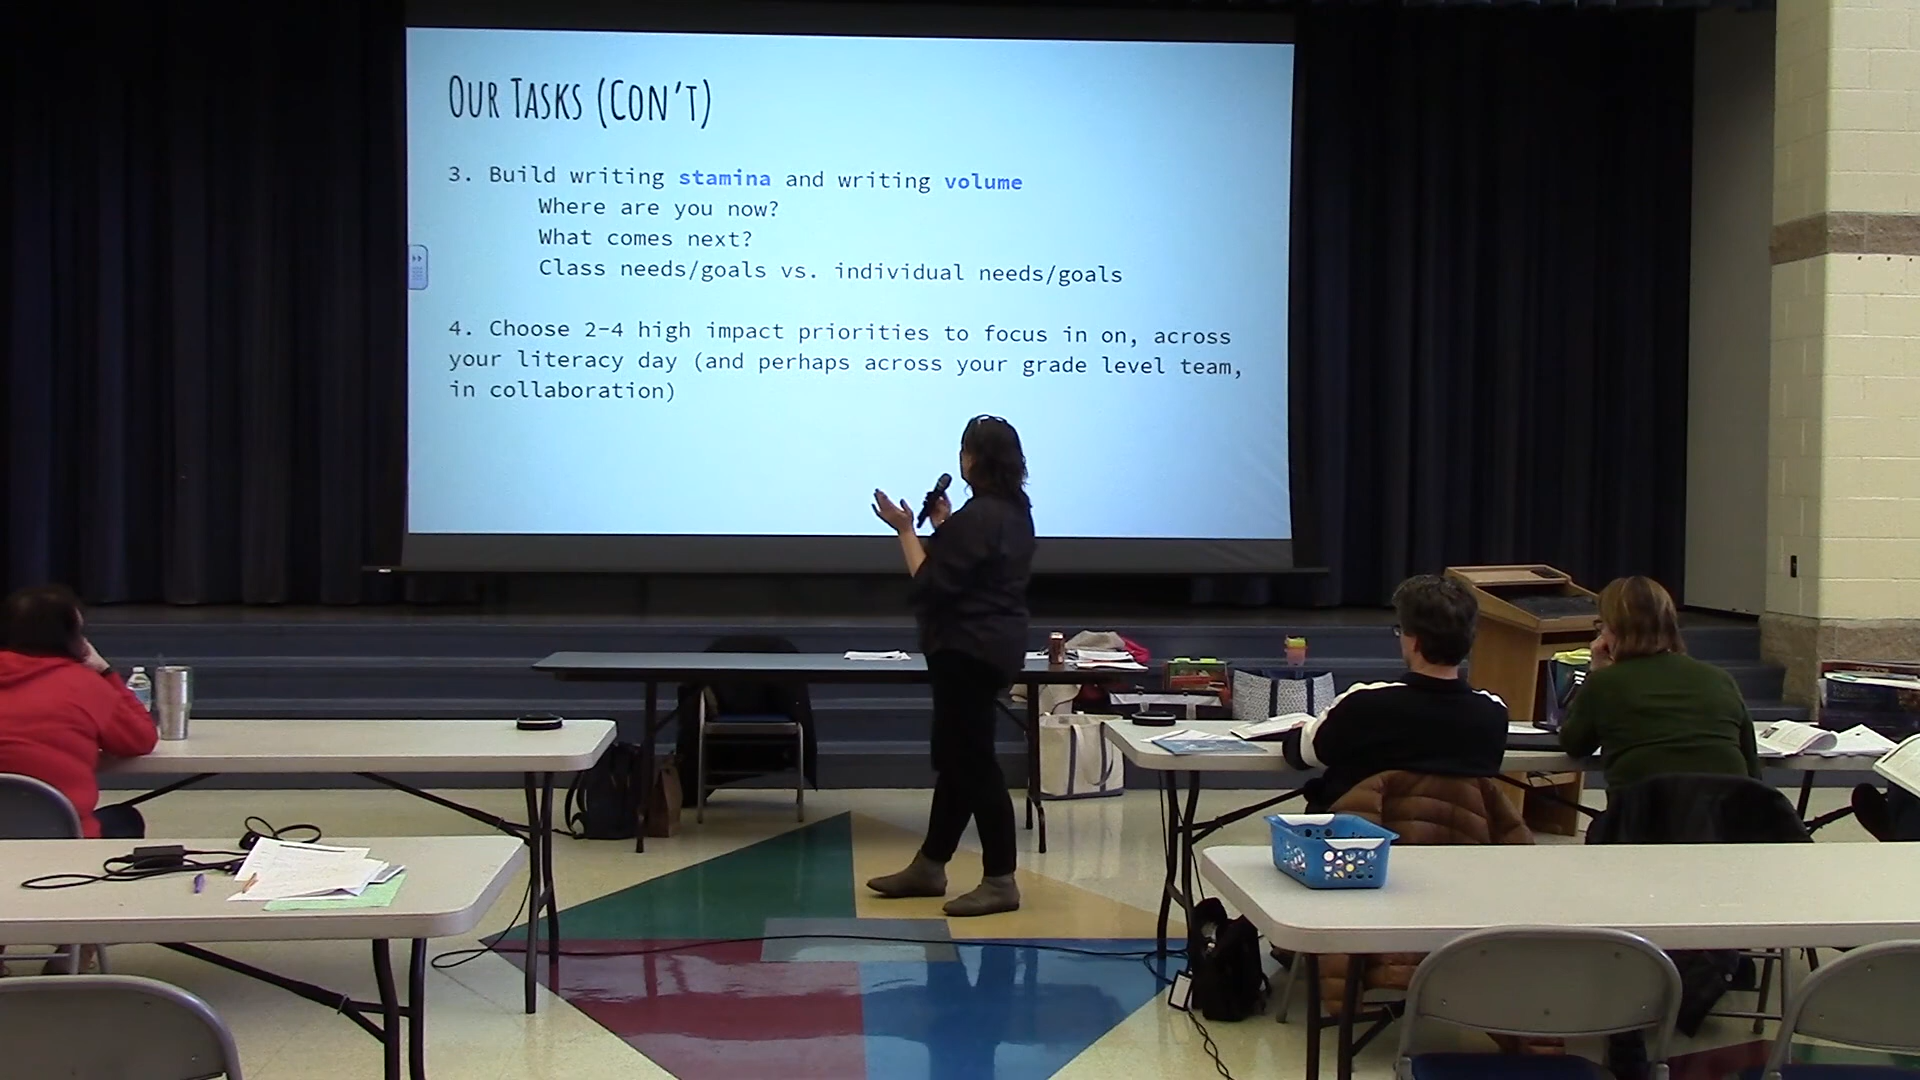 Our Tasks (Con't)
3. Build writing stamina and writing volume
Where are you now?
What comes next?
Class needs/goals vs. individual needs/goals
4. Choose 2-4 high impact priorities to focus in on, across
your literacy day (and perhaps across your grade level team,
in collaboration)